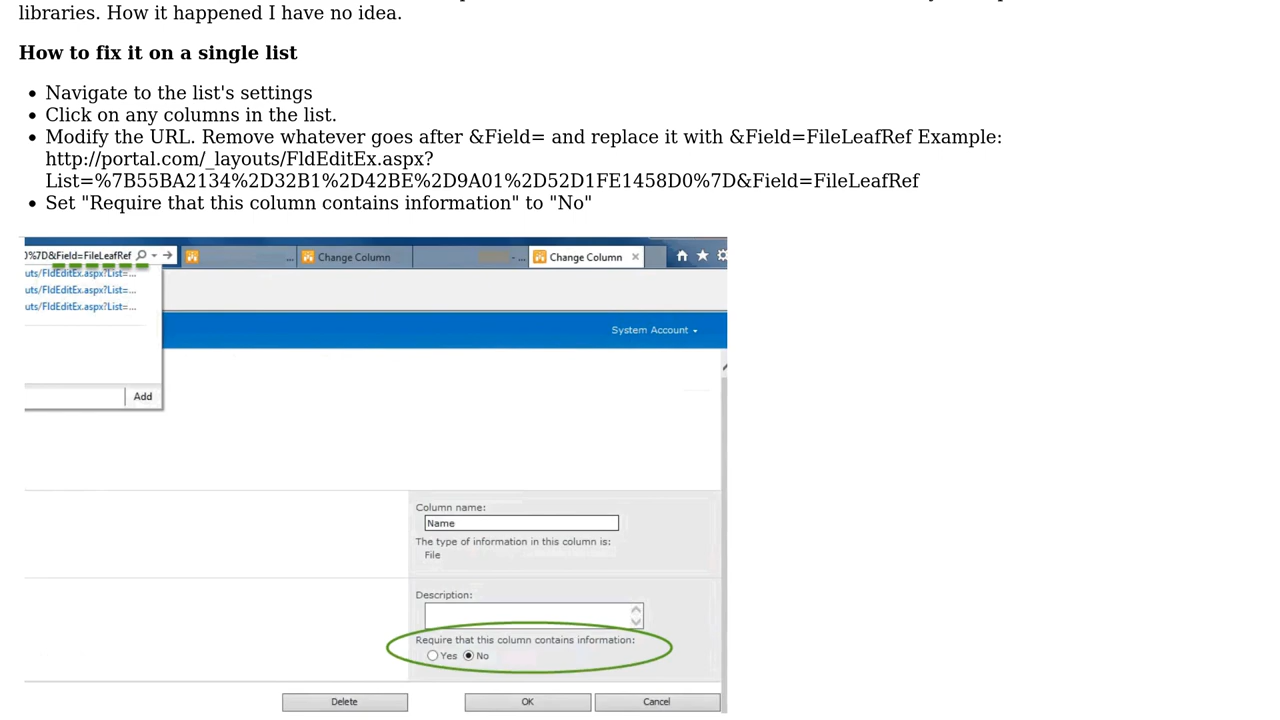 libraries. How it happened I have no idea.
How to fix it on a single list
Navigate to the list's settings
Click on any columns in the list.
Modify the URL. Remove whatever goes after &Field= and replace it with &Field=FileLeafRef Example:
http://portal.com/_layouts/FldEditEx.aspx?
List=%7B55BA2134%2D32B1%2D42BE%2D9A01%2D52D1FE1458D0%7D&Field=FileLeafRef
Set "Require that this column contains information" to "No"
0%7D&Field=FileLeafRef ... Change Column - ... Change Column
uts/FldEditEx.aspx?List=...
uts/FldEditEx.aspx?List=...
uts/FldEditEx.aspx?List=...
System Account
Add
Column name:
Name
The type of information in this column is:
File
Description:
Require that this column contains information:
Yes No
Delete OK Cancel